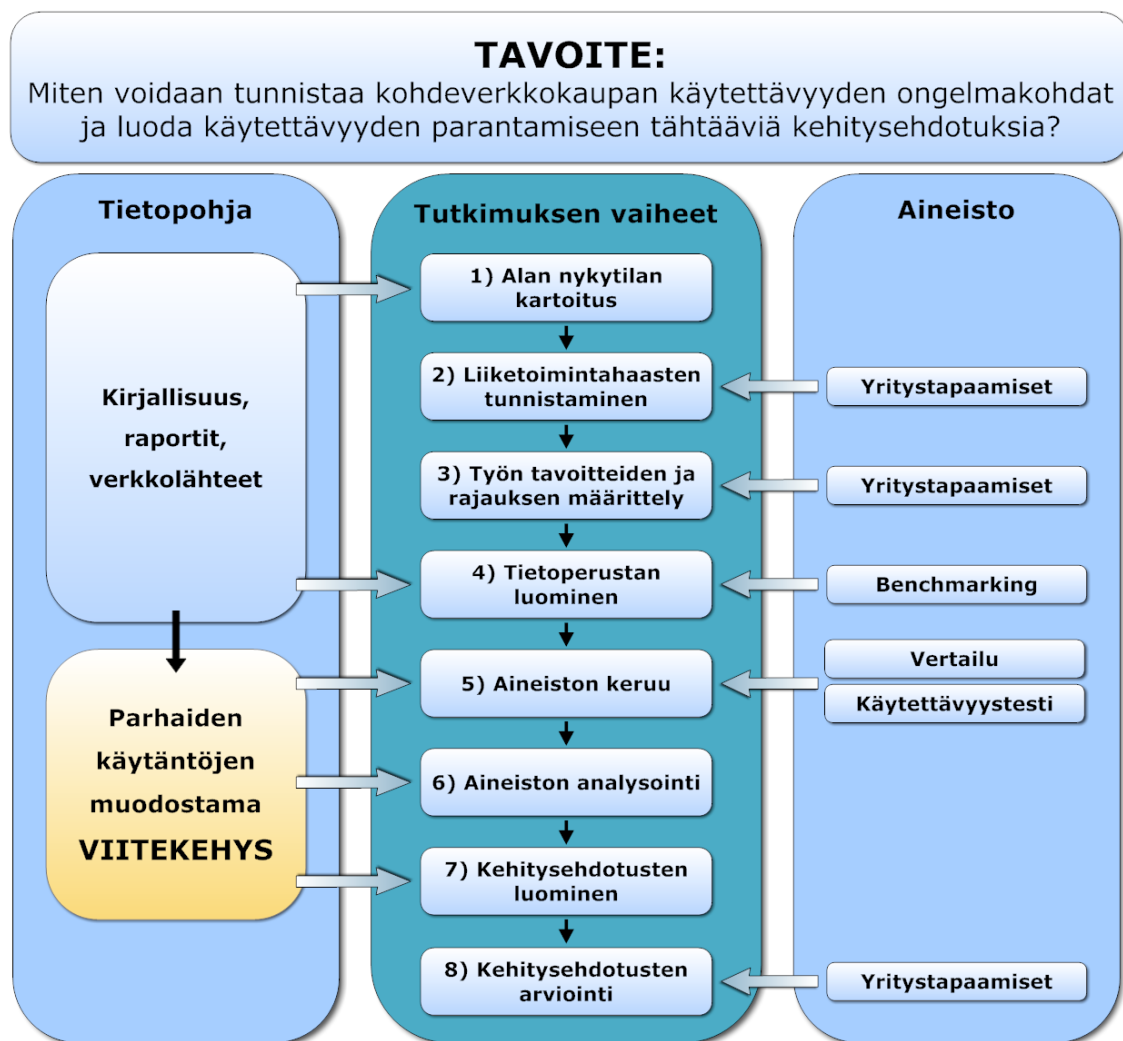 TAVOITE:
Miten voidaan tunnistaa kohdeverkkokaupan käytettävyyden ongelmakohdat
ja luoda käytettävyyden parantamiseen tähtääviä kehitysehdotuksia?
Tietopohja
Kirjallisuus,
raportit,
verkkolähteet
Parhaiden
käytäntöjen
muodostama
VIITEKEHYS
Tutkimuksen vaiheet
1) Alan nykytilan
kartoitus
2) Liiketoimintahaasten
tunnistaminen
3) Työn tavoitteiden ja
rajauksen määrittely
4) Tietoperustan
luominen
5) Aineiston keruu
6) Aineiston analysointi
7) Kehitysehdotusten
luominen
8) Kehitysehdotusten
arviointi
Aineisto
Yritystapaamiset
Yritystapaamiset
Benchmarking
Vertailu
Käytettävyystesti
Yritystapaamiset